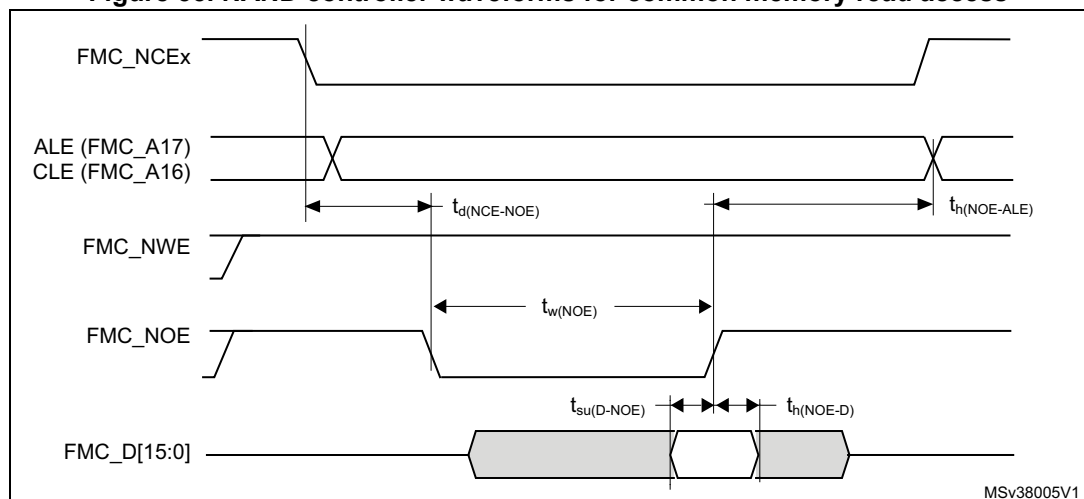 Figure NAND controller waveforms for common memory read access
FMC_NCEx
ALE (FMC_A17)
CLE (FMC_A16)
td(NCE-NOE)
th(NOE-ALE)
FMC_NWE
tw(NOE)
FMC_NOE
tsu(D-NOE)
th(NOE-D)
FMC_D[15:0]
MSv38005V1